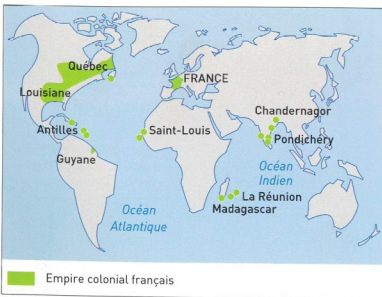 Québec
FRANCE
Louisiane
Chandernagor
Antilles
Saint-Louis
Pondichéry
Guyane
Océan
Indien
La Réunion
Océan
Atlantique
Madagascar
Empire colonial français